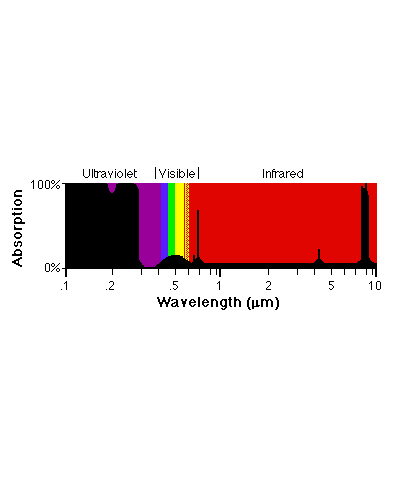 Ultraviolet | Visible | Infrared
100%
Absorption
0%
.1 .2 .5 1 2 5 10
Wavelength (μm)